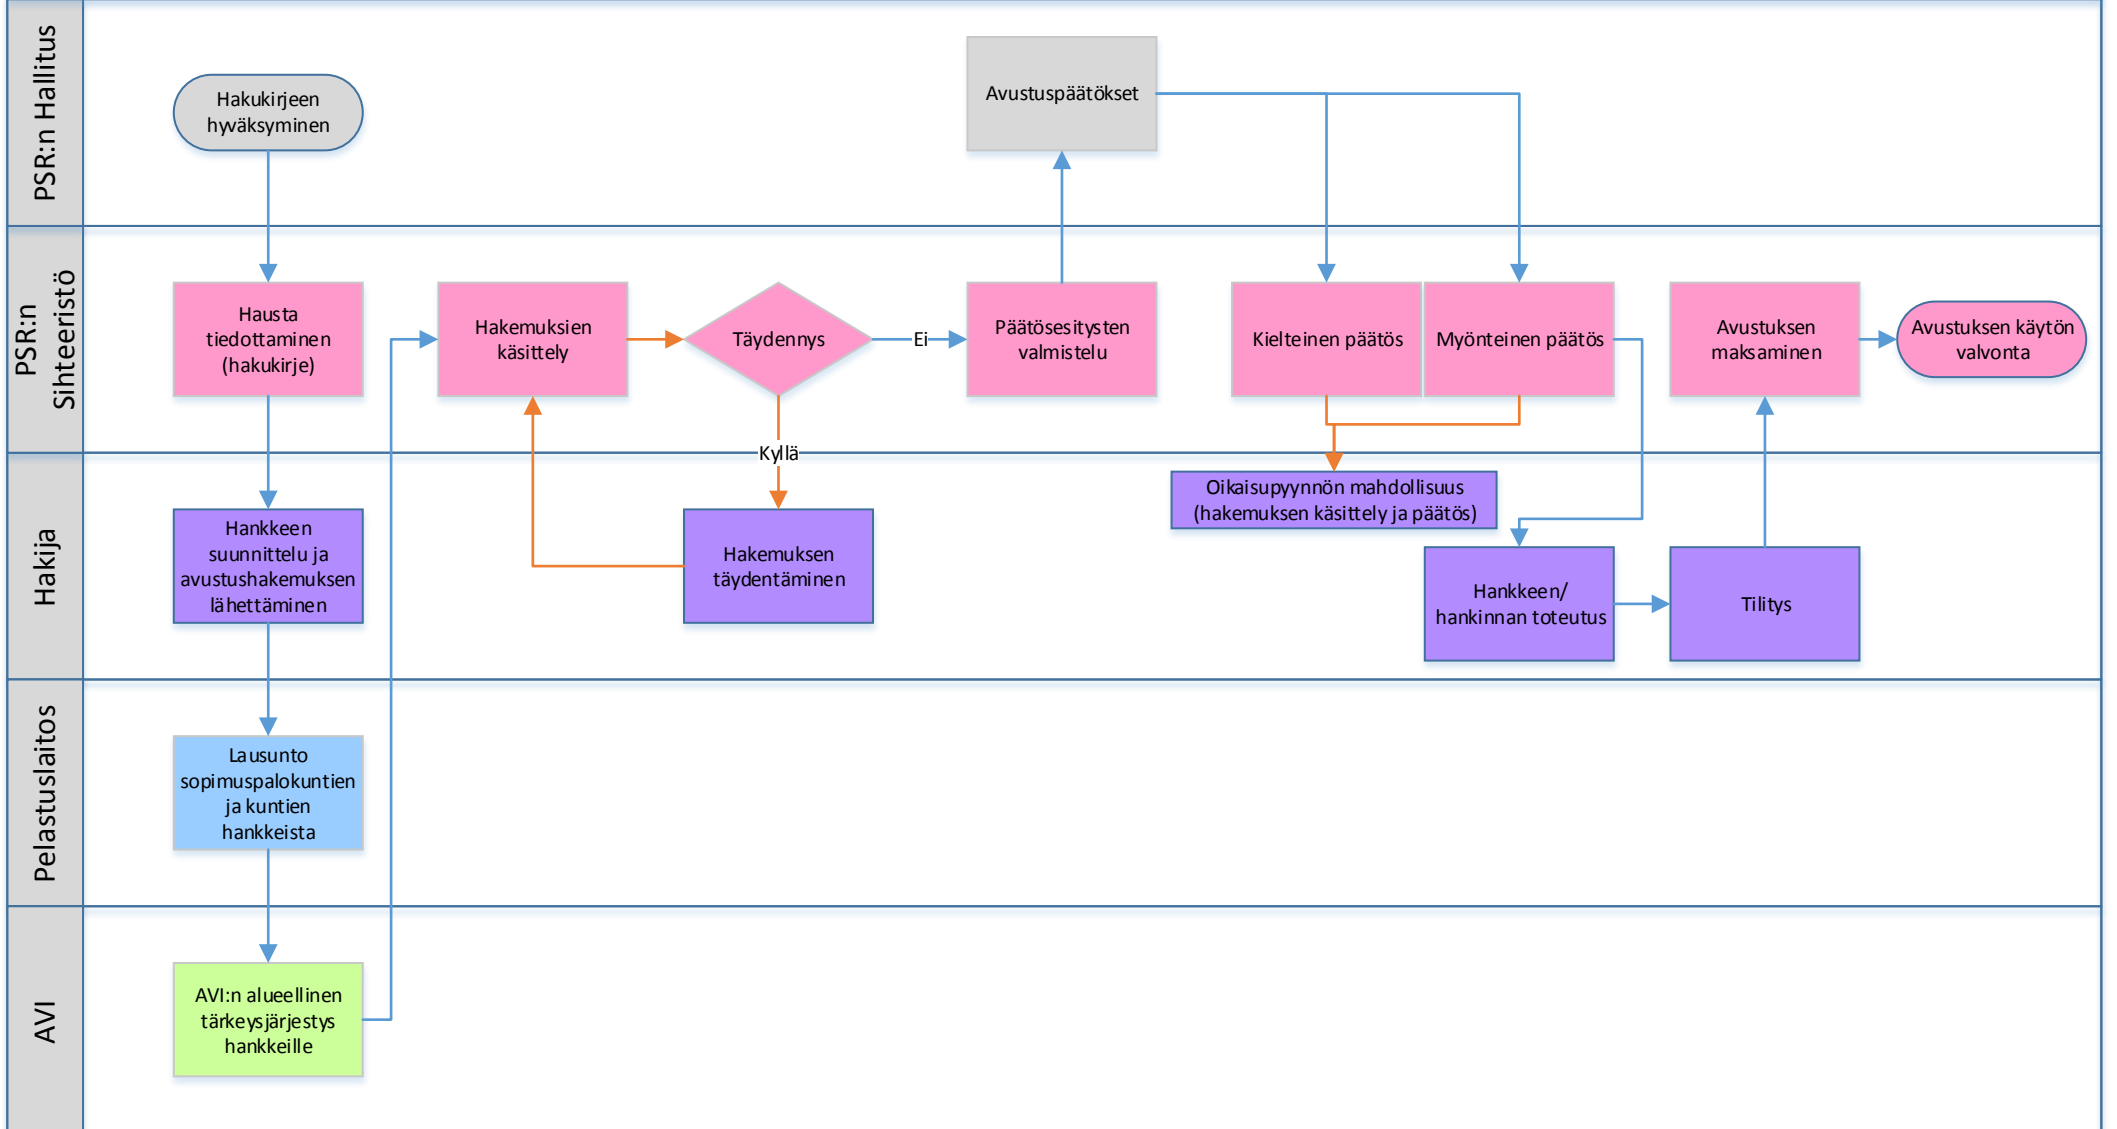 PSR:n Hallitus
Hakukirjeen
hyväksyminen
Avustuspäätökset
PSR:n
Sihteeristö
Hausta
tiedottaminen
(hakukirje)
Hakemuksien
käsittely
Täydennys
Ei
Päätösesitysten
valmistelu
Kielteinen päätös
Myönteinen päätös
Avustuksen
maksaminen
Avustuksen käytön
valvonta
Kyllä
Hakija
Hankkeen
suunnittelu ja
avustushakemuksen
lähettäminen
Hakemuksen
täydentäminen
Oikaisupyynnön mahdollisuus
(hakemuksen käsittely ja päätös)
Hankkeen/
hankinnan toteutus
Tilitys
Pelastuslaitos
Lausunto
sopimuspalokuntien
ja kuntien
hankkeista
AVI
AVI:n alueellinen
tärkeysjärjestys
hankkeille